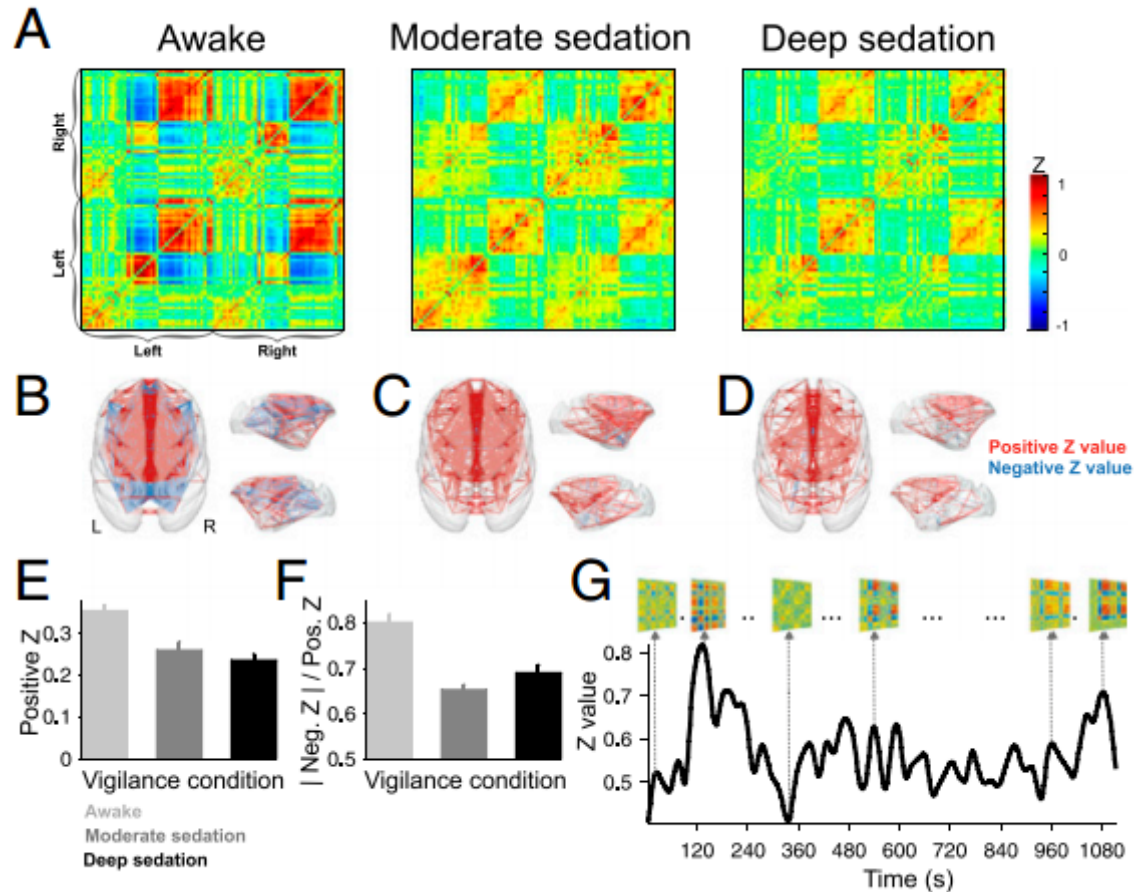 A
Awake
Moderate sedation
Deep sedation
Right
Left
Left
Right
Z
1
0
-1
B
L
R
C
D
Positive Z value
Negative Z value
E
Positive Z
0.3
0.2
0.1
0
Vigilance condition
Awake
Moderate sedation
Deep sedation
F
| Neg. Z | / Pos. Z
0.8
0.7
0.6
0.5
Vigilance condition
G
. .. ... ... ... .
Z value
0.8
0.7
0.6
0.5
120 240 360 480 600 720 840 960 1080
Time (s)